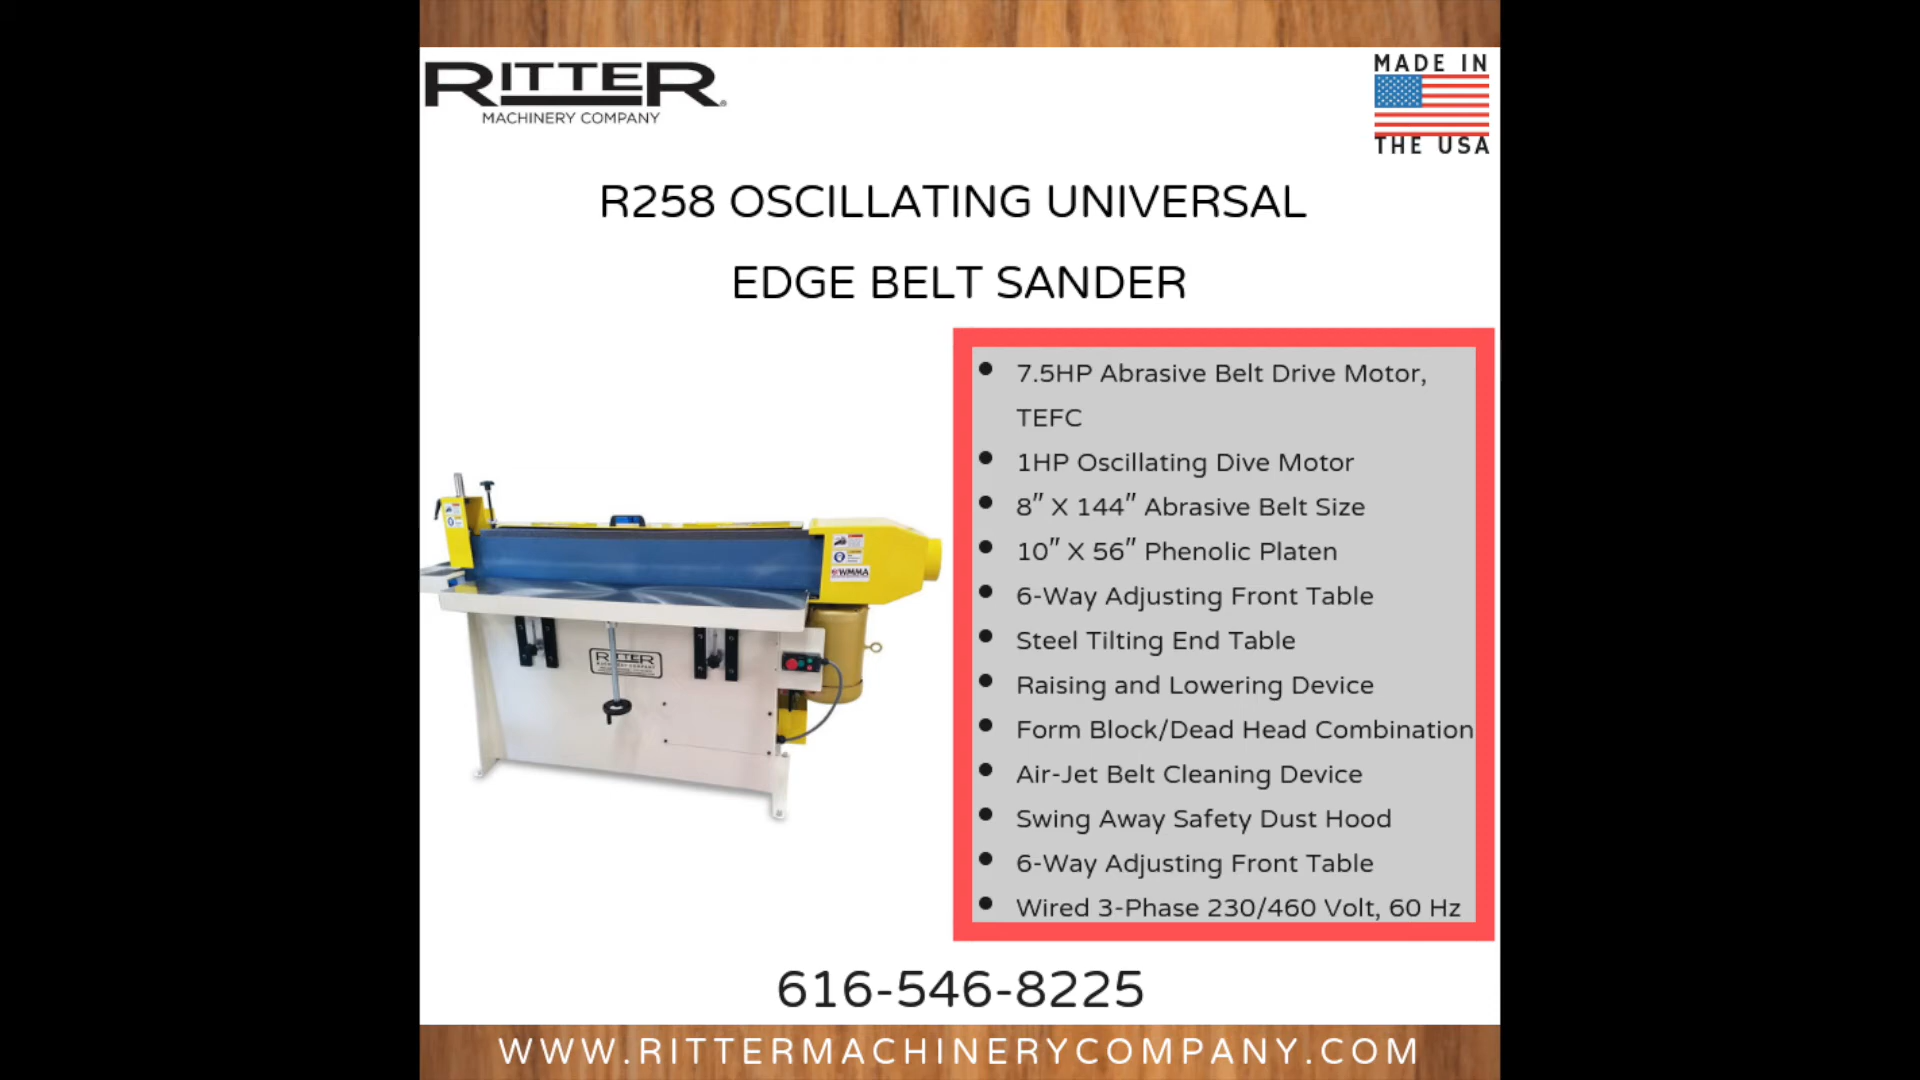 RITTER
MACHINERY COMPANY
MADE IN
THE USA
R258 OSCILLATING UNIVERSAL
EDGE BELT SANDER
7.5HP Abrasive Belt Drive Motor,
TEFC
1HP Oscillating Dive Motor
8″ X 144″ Abrasive Belt Size
10″ X 56″ Phenolic Platen
6-Way Adjusting Front Table
Steel Tilting End Table
Raising and Lowering Device
Form Block/Dead Head Combination
Air-Jet Belt Cleaning Device
Swing Away Safety Dust Hood
6-Way Adjusting Front Table
Wired 3-Phase 230/460 Volt, 60 Hz
WMMA
RITTER
MACHINERY COMPANY
616-546-8225
WWW.RITTERMACHINERYCOMPANY.COM